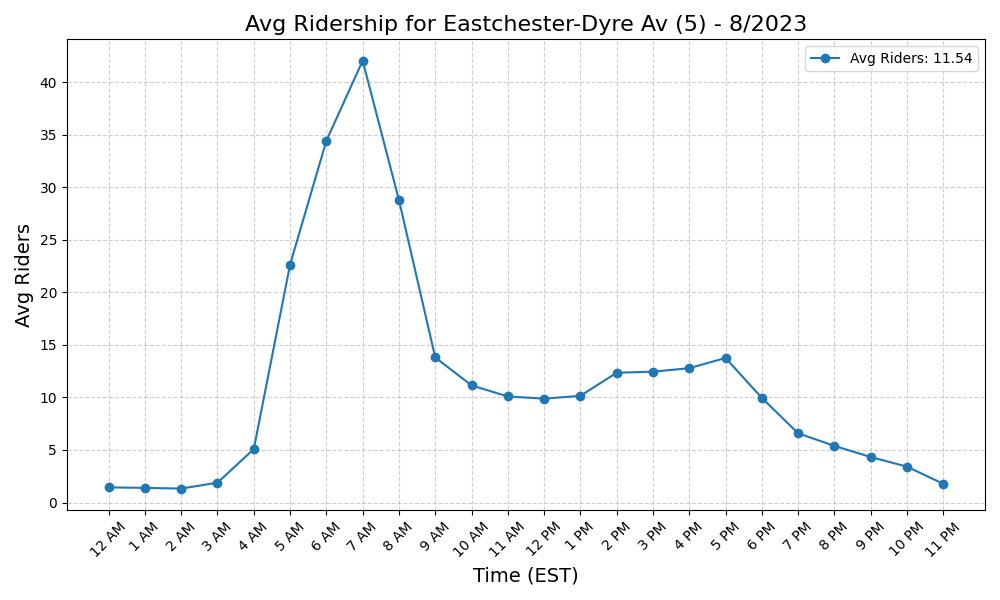 Avg Ridership for Eastchester-Dyre Av (5) - 8/2023
Avg Riders: 11.54
Avg Riders
40
35
30
25
20
15
10
5
0
12 AM
1 AM
2 AM
3 AM
4 AM
5 AM
6 AM
7 AM
8 AM
9 AM
10 AM
11 AM
12 PM
1 PM
2 PM
3 PM
4 PM
5 PM
6 PM
7 PM
8 PM
9 PM
10 PM
11 PM
Time (EST)